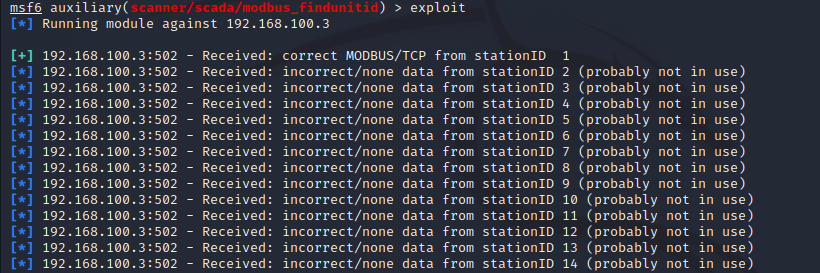 msf6 auxiliary(scanner/scada/modbus_findunitid) > exploit
[*] Running module against 192.168.100.3
[+] 192.168.100.3:502 - Received: correct MODBUS/TCP from stationID  1
[*] 192.168.100.3:502 - Received: incorrect/none data from stationID 2 (probably not in use)
[*] 192.168.100.3:502 - Received: incorrect/none data from stationID 3 (probably not in use)
[*] 192.168.100.3:502 - Received: incorrect/none data from stationID 4 (probably not in use)
[*] 192.168.100.3:502 - Received: incorrect/none data from stationID 5 (probably not in use)
[*] 192.168.100.3:502 - Received: incorrect/none data from stationID 6 (probably not in use)
[*] 192.168.100.3:502 - Received: incorrect/none data from stationID 7 (probably not in use)
[*] 192.168.100.3:502 - Received: incorrect/none data from stationID 8 (probably not in use)
[*] 192.168.100.3:502 - Received: incorrect/none data from stationID 9 (probably not in use)
[*] 192.168.100.3:502 - Received: incorrect/none data from stationID 10 (probably not in use)
[*] 192.168.100.3:502 - Received: incorrect/none data from stationID 11 (probably not in use)
[*] 192.168.100.3:502 - Received: incorrect/none data from stationID 12 (probably not in use)
[*] 192.168.100.3:502 - Received: incorrect/none data from stationID 13 (probably not in use)
[*] 192.168.100.3:502 - Received: incorrect/none data from stationID 14 (probably not in use)